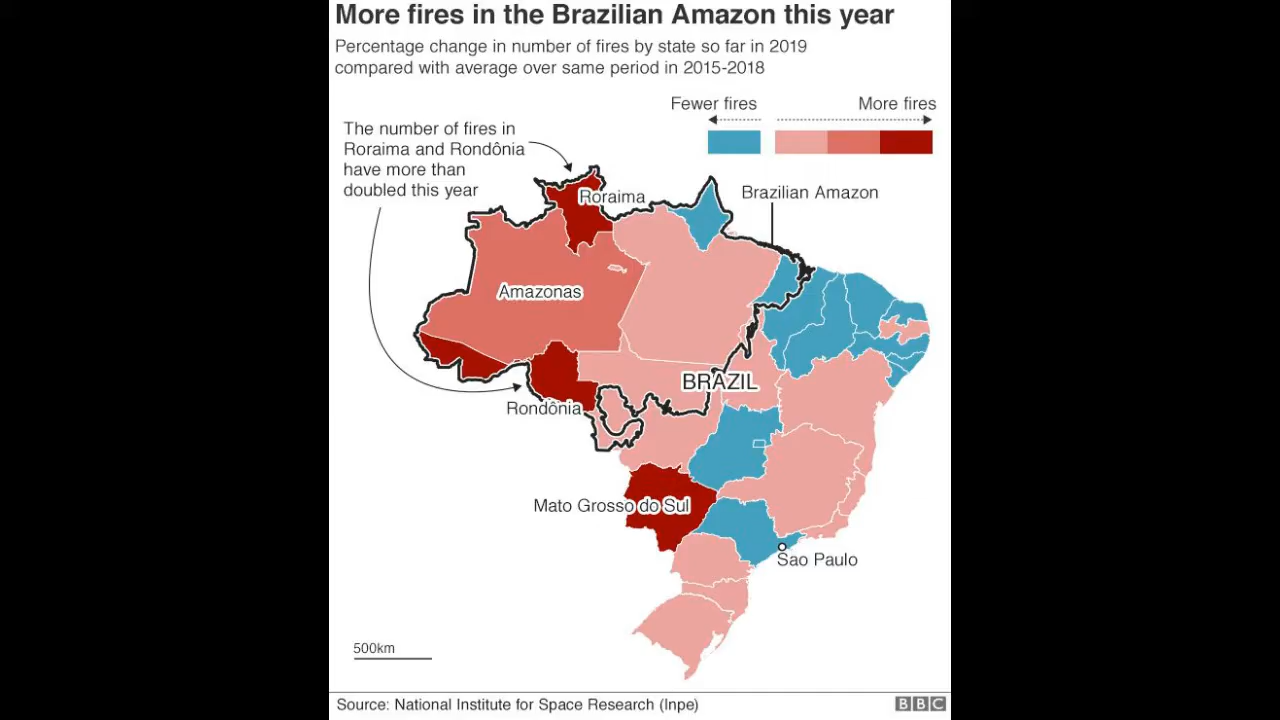 More fires in the Brazilian Amazon this year
Percentage change in number of fires by state so far in 2019
compared with average over same period in 2015-2018
Fewer fires
More fires
The number of fires in
Roraima and Rondônia
have more than
doubled this year
Roraima
Brazilian Amazon
Amazonas
BRAZIL
Rondônia
Mato Grosso do Sul
Sao Paulo
500km
Source: National Institute for Space Research (Inpe)
BBC